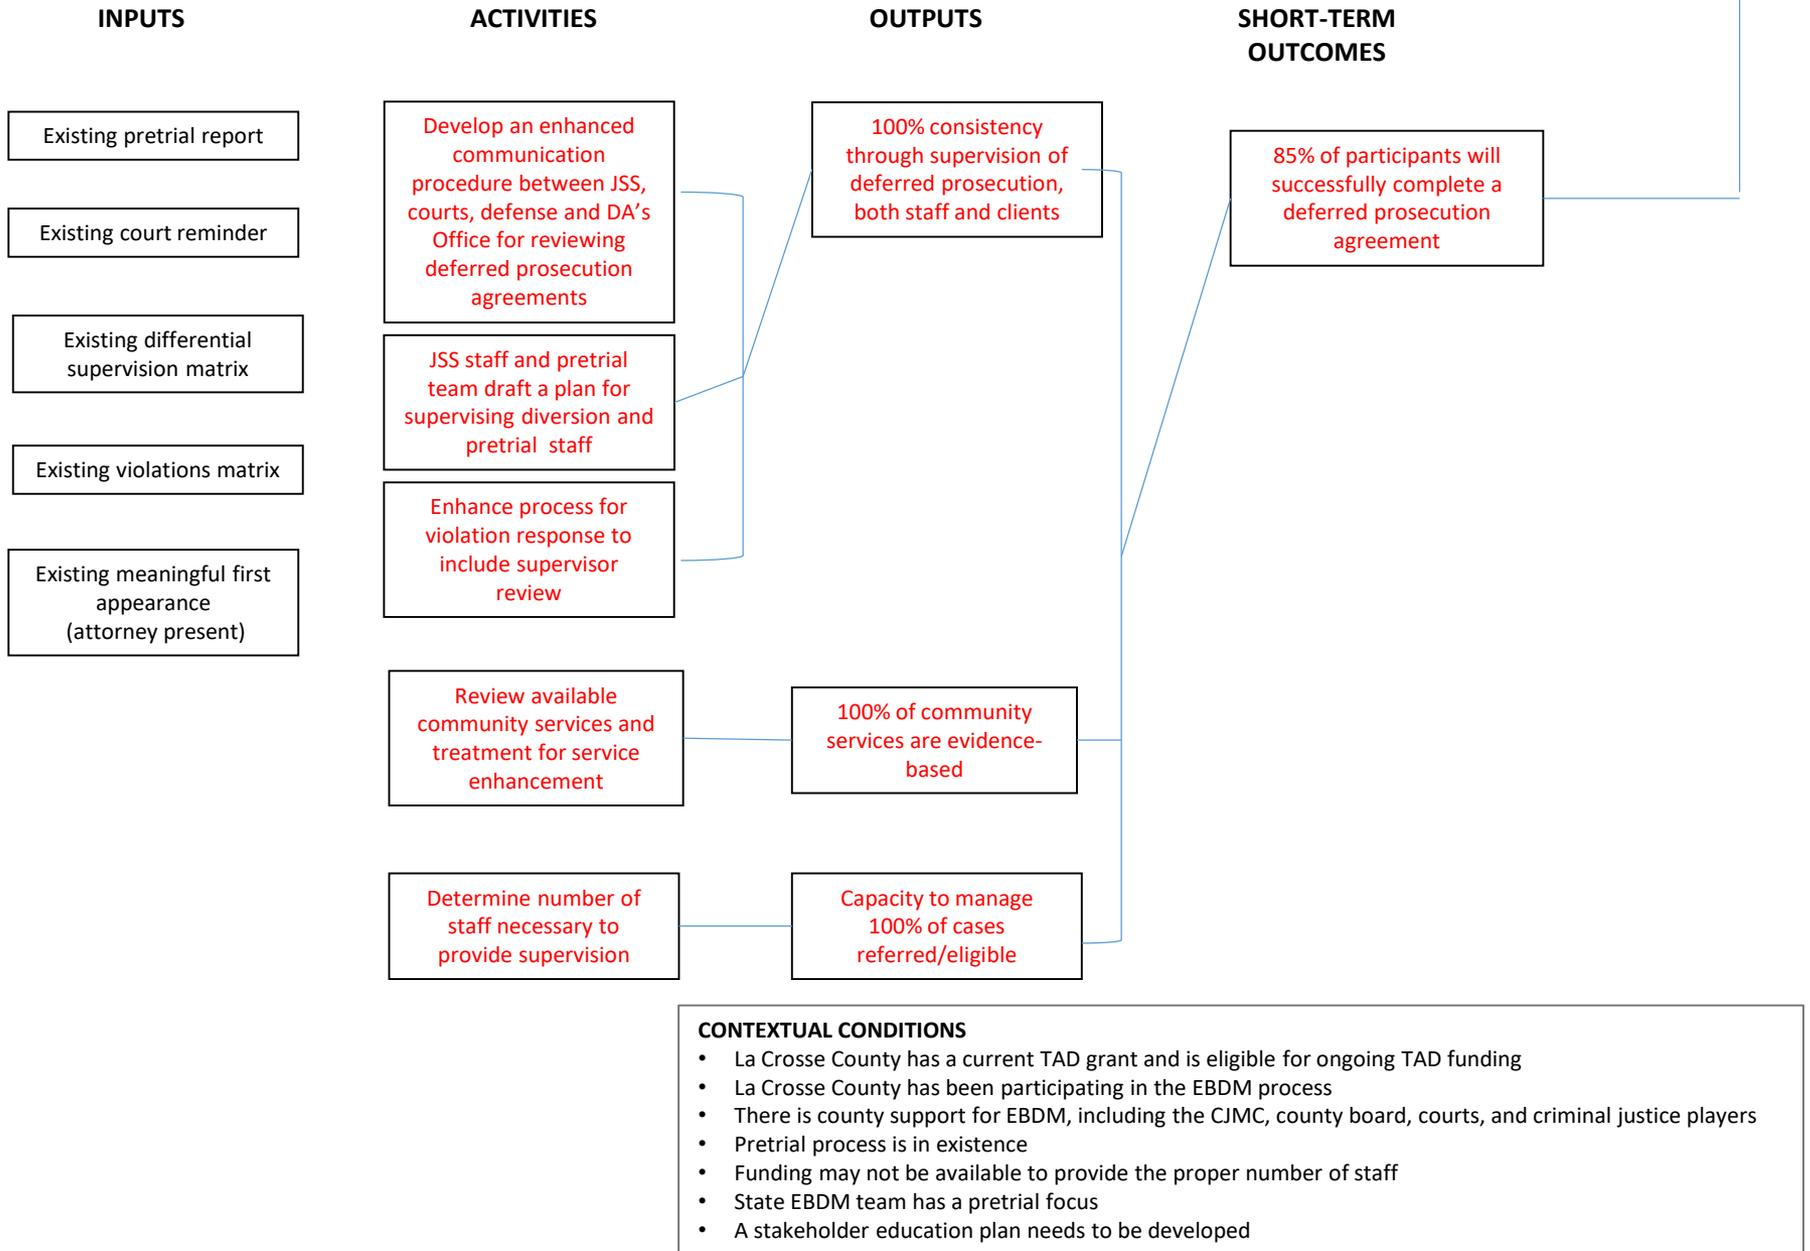 INPUTS
ACTIVITIES
OUTPUTS
SHORT-TERM
OUTCOMES
Existing pretrial report
Existing court reminder
Existing differential
supervision matrix
Existing violations matrix
Existing meaningful first
appearance
(attorney present)
Develop an enhanced
communication
procedure between JSS,
courts, defense and DA’s
Office for reviewing
deferred prosecution
agreements
JSS staff and pretrial
team draft a plan for
supervising diversion and
pretrial staff
Enhance process for
violation response to
include supervisor
review
Review available
community services and
treatment for service
enhancement
Determine number of
staff necessary to
provide supervision
100% consistency
through supervision of
deferred prosecution,
both staff and clients
100% of community
services are evidence-
based
Capacity to manage
100% of cases
referred/eligible
85% of participants will
successfully complete a
deferred prosecution
agreement
CONTEXTUAL CONDITIONS
• La Crosse County has a current TAD grant and is eligible for ongoing TAD funding
• La Crosse County has been participating in the EBDM process
• There is county support for EBDM, including the CJMC, county board, courts, and criminal justice players
• Pretrial process is in existence
• Funding may not be available to provide the proper number of staff
• State EBDM team has a pretrial focus
• A stakeholder education plan needs to be developed